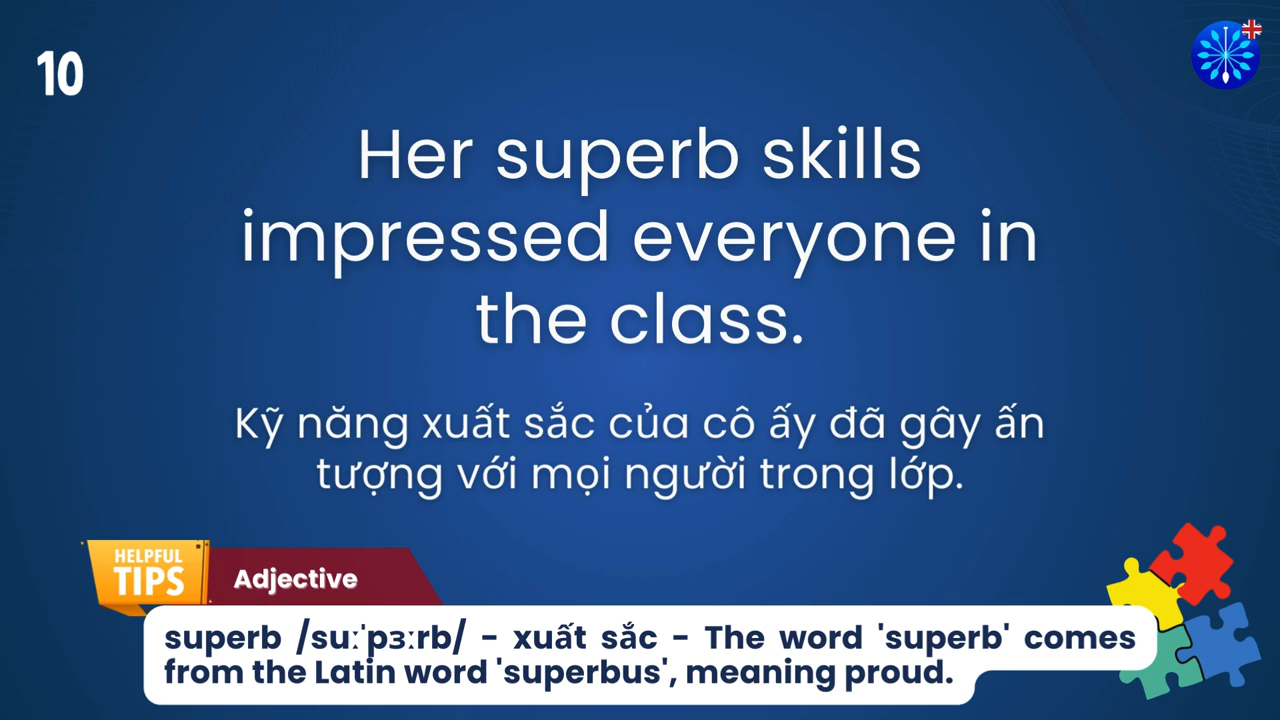 10
Her superb skills
impressed everyone in
the class.
Kỹ năng xuất sắc của cô ấy đã gây ấn
tượng với mọi người trong lớp.
HELPFUL
TIPS
Adjective
superb /suːˈpɜːrb/ - xuất sắc - The word 'superb' comes
from the Latin word 'superbus', meaning proud.